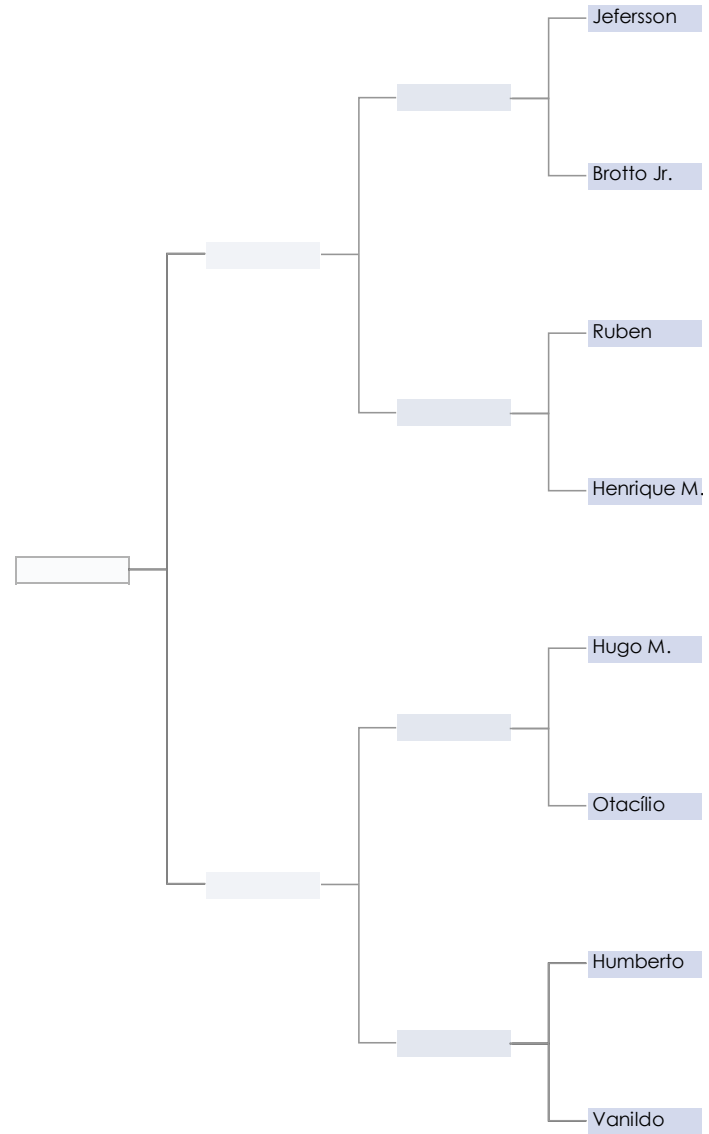 Jefersson
Brotto Jr.
Ruben
Henrique M.
Hugo M.
Otacílio
Humberto
Vanildo